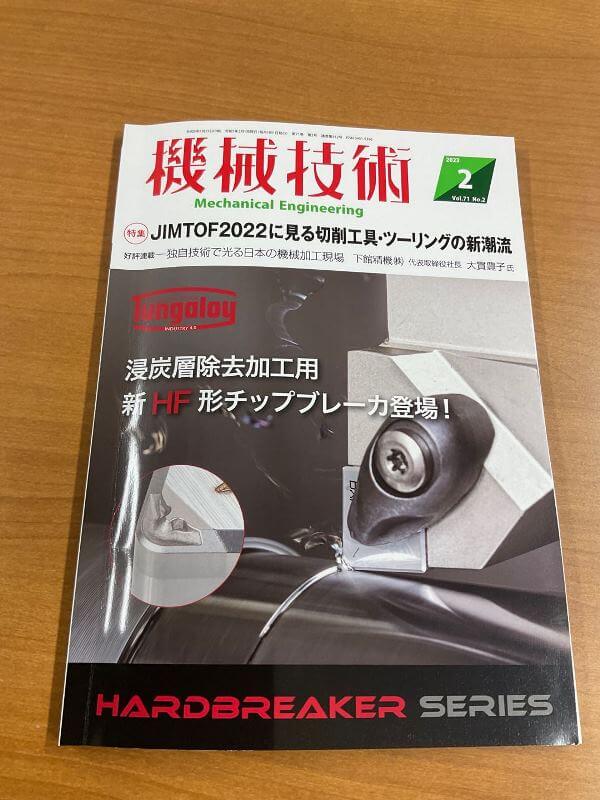 機械技術
Mechanical Engineering
2023
2
Vol.71 No.2
特集 JIMTOF2022に見る切削工具・ツーリングの新潮流
好評連載―独自技術で光る日本の機械加工現場 下館精機㈱ 代表取締役社長 大寳貴子氏
Tungaloy
INDUSTRY 4.0
浸炭層除去加工用
新 HF 形チップブレーカ登場！
HARDBREAKER SERIES